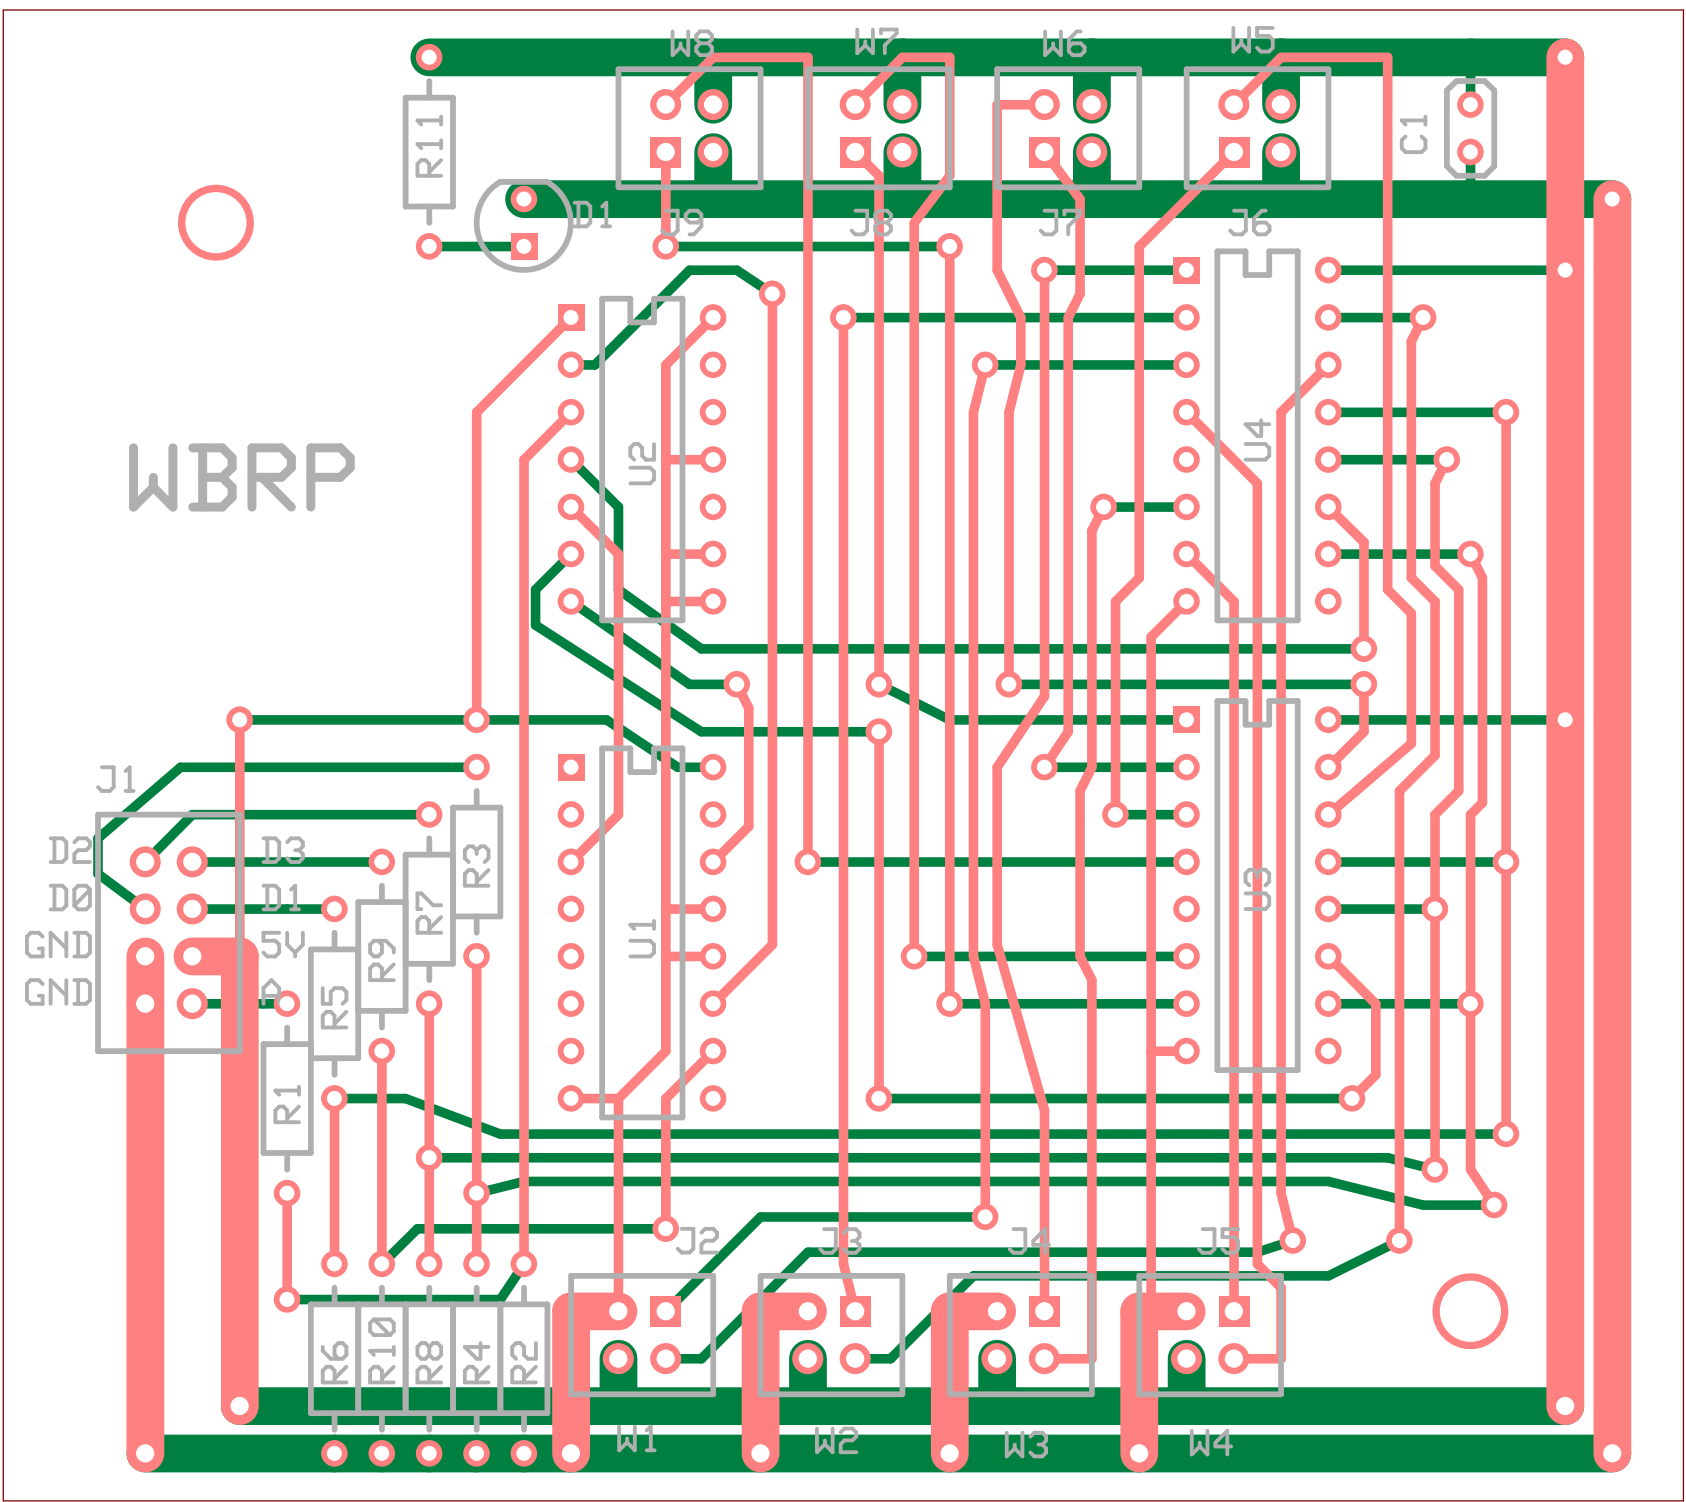 W8 W7 W6 W5
R11
C1
D1 J9 J8 J7 J6
U2
U4
WBRP
J1
D2 D3
D0 D1
GND 5V
GND A
R3
R7
R9
R5
R1
U1
U3
J2 J3 J4 J5
R6 R10 R8 R4 R2
W1 W2 W3 W4